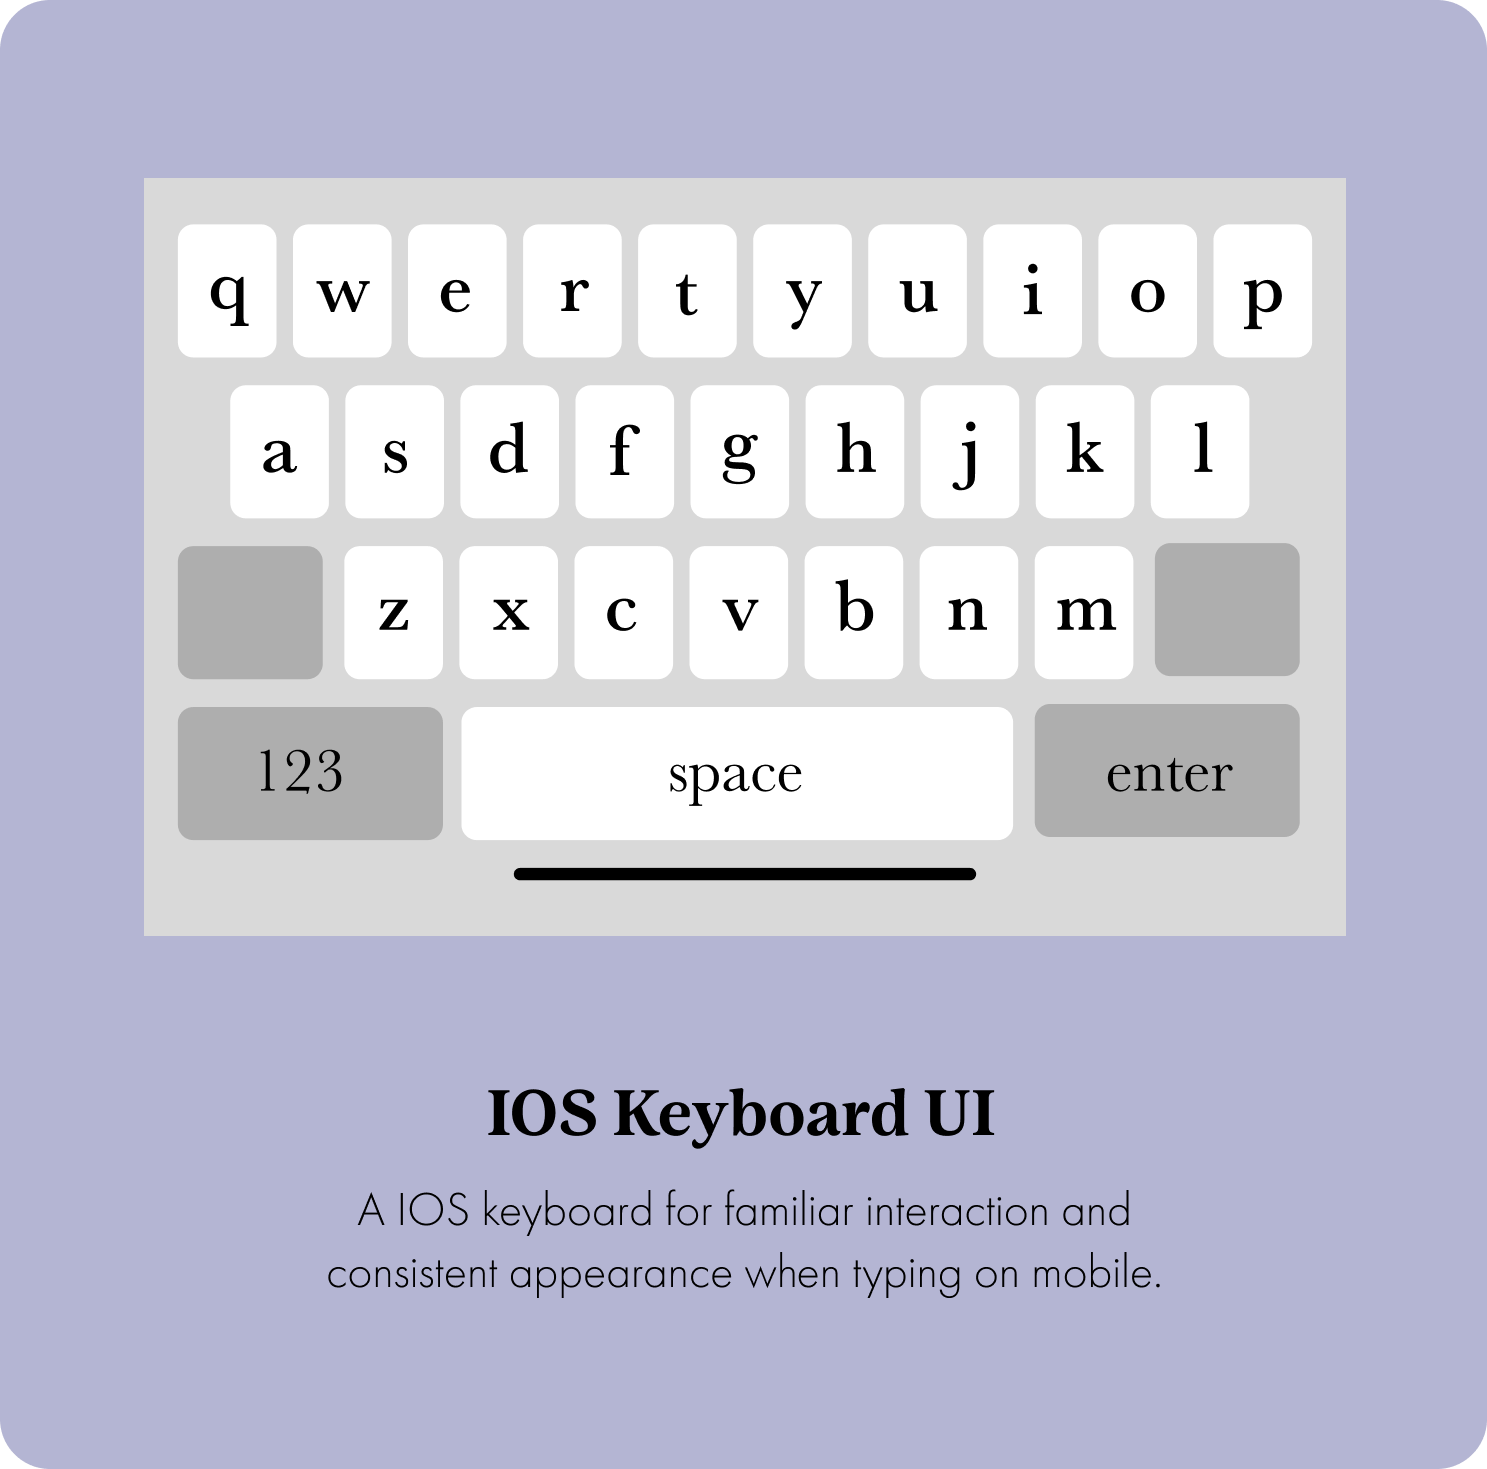 q w e r t y u i o p
a s d f g h j k l
z x c v b n m
123 space enter
IOS Keyboard UI
A IOS keyboard for familiar interaction and
consistent appearance when typing on mobile.